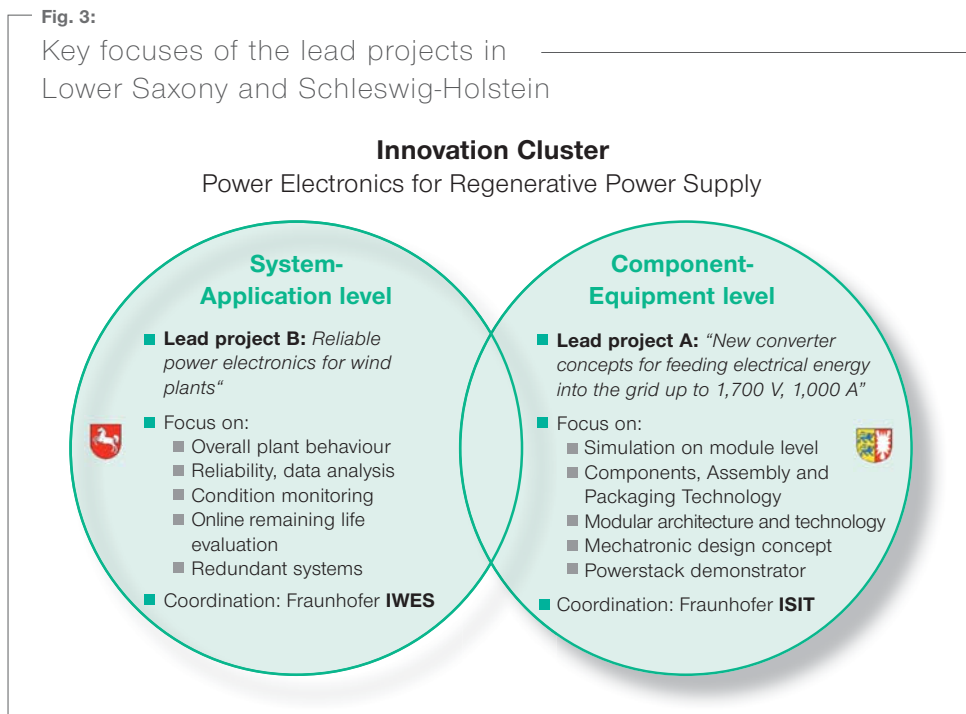 Fig. 3:
Key focuses of the lead projects in
Lower Saxony and Schleswig-Holstein
Innovation Cluster
Power Electronics for Regenerative Power Supply
System-
Application level
Lead project B: Reliable
power electronics for wind
plants“
Focus on:
Overall plant behaviour
Reliability, data analysis
Condition monitoring
Online remaining life
evaluation
Redundant systems
Coordination: Fraunhofer IWES
Component-
Equipment level
Lead project A: “New converter
concepts for feeding electrical energy
into the grid up to 1,700 V, 1,000 A”
Focus on:
Simulation on module level
Components, Assembly and
Packaging Technology
Modular architecture and technology
Mechatronic design concept
Powerstack demonstrator
Coordination: Fraunhofer ISIT